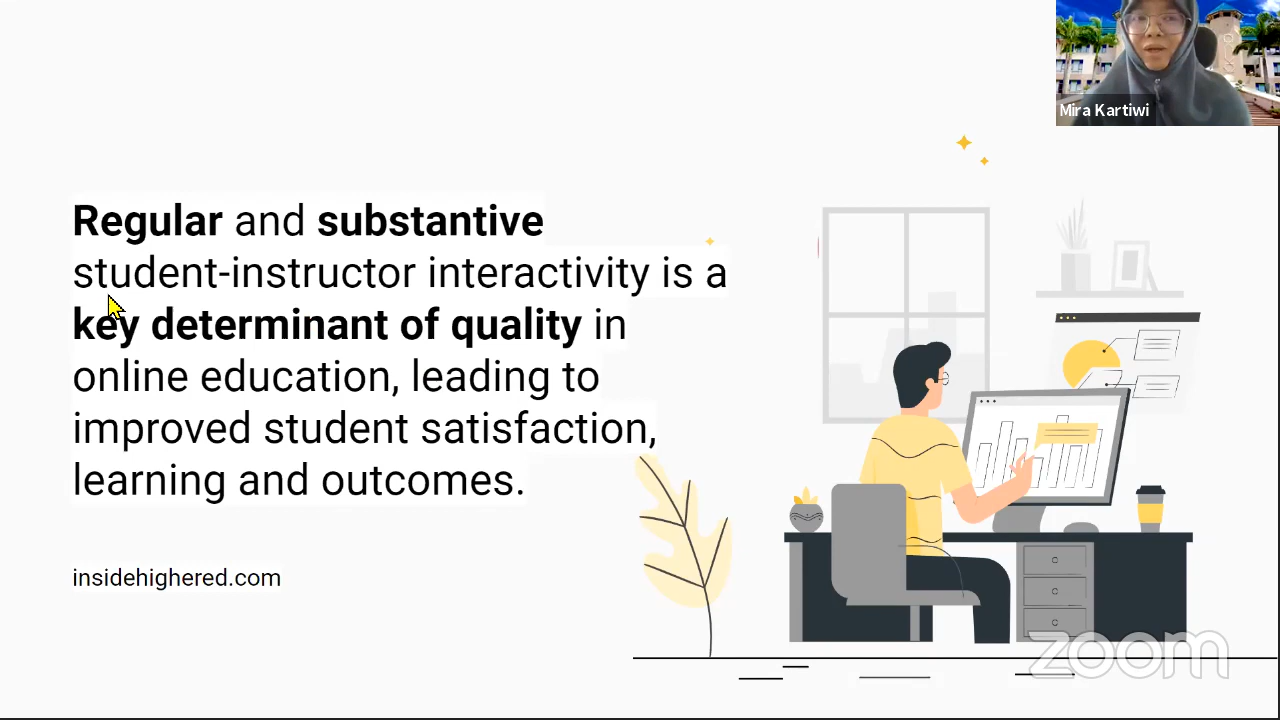 Mira Kartiwi
Regular and substantive
student-instructor interactivity is a
key determinant of quality in
online education, leading to
improved student satisfaction,
learning and outcomes.
insidehighered.com
zoom